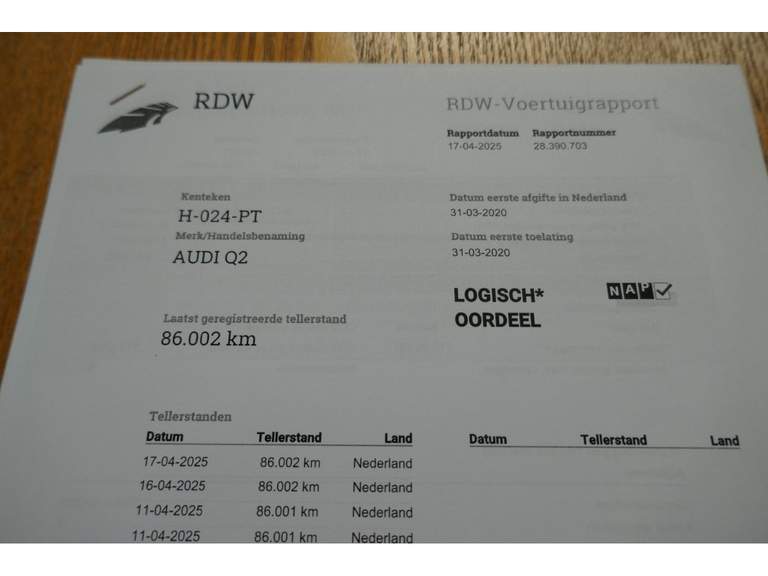 RDW
RDW-Voertuigrapport
Rapportdatum Rapportnummer
17-04-2025 28.390.703
Kenteken
H-024-PT
Merk/Handelsbenaming
AUDI Q2
Datum eerste afgifte in Nederland
31-03-2020
Datum eerste toelating
31-03-2020
LOGISCH*
OORDEEL
NAP
Laatst geregistreerde tellerstand
86.002 km
Tellerstanden
Datum Tellerstand Land
17-04-2025 86.002 km Nederland
16-04-2025 86.002 km Nederland
11-04-2025 86.001 km Nederland
11-04-2025 86.001 km Nederland
Datum Tellerstand Land